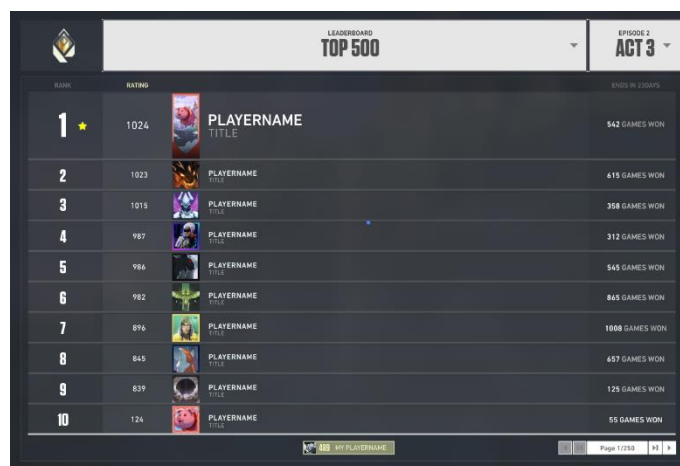 LEADERBOARD
TOP 500
EPISODE 2
ACT 3
RANK RATING ENDS IN 23DAYS
1 1024 PLAYERNAME 542 GAMES WON
TITLE
2 1023 PLAYERNAME 615 GAMES WON
TITLE
3 1015 PLAYERNAME 358 GAMES WON
TITLE
4 987 PLAYERNAME 312 GAMES WON
TITLE
5 986 PLAYERNAME 545 GAMES WON
TITLE
6 982 PLAYERNAME 865 GAMES WON
TITLE
7 896 PLAYERNAME 1008 GAMES WON
TITLE
8 845 PLAYERNAME 657 GAMES WON
TITLE
9 839 PLAYERNAME 125 GAMES WON
TITLE
10 124 PLAYERNAME 55 GAMES WON
TITLE
489 MY PLAYERNAME Page 1/250